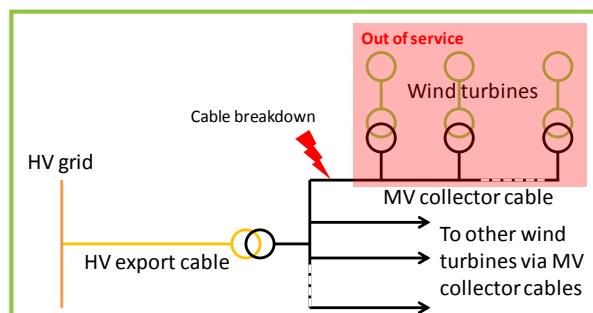 Out of service
Wind turbines
Cable breakdown
HV grid
MV collector cable
HV export cable
To other wind
turbines via MV
collector cables